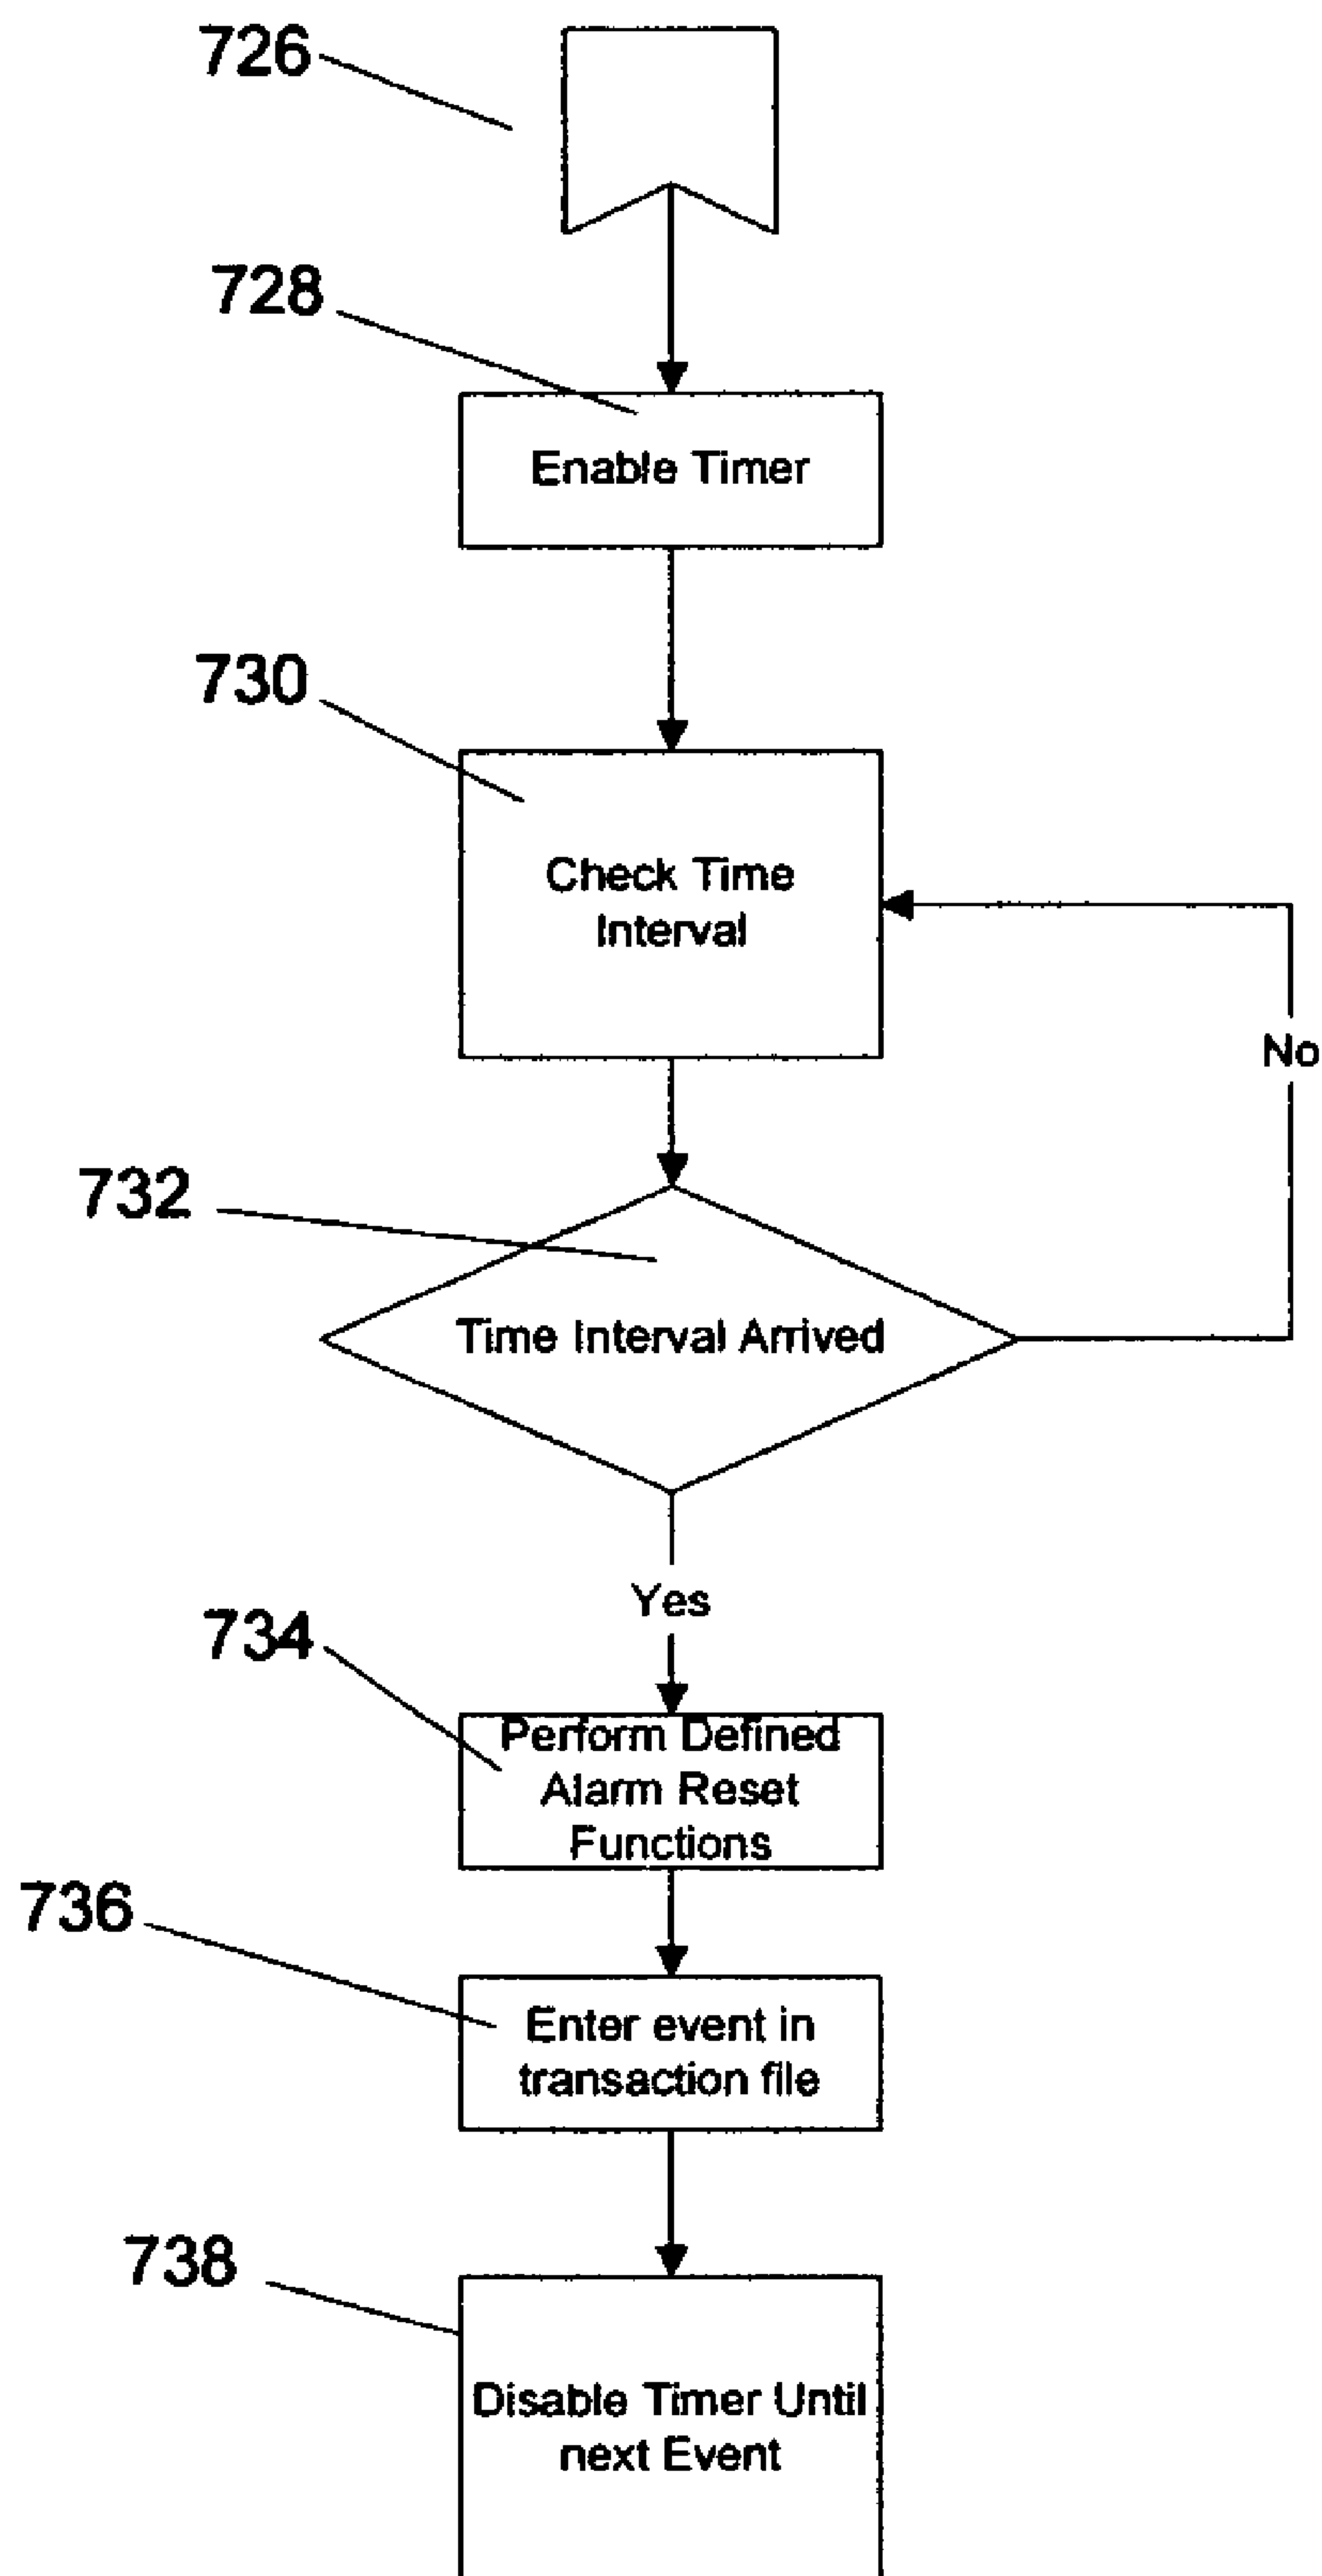 726
728
Enable Timer
730
Check Time
Interval
No
732
Time Interval Arrived
Yes
734
Perform Defined
Alarm Reset
Functions
736
Enter event in
transaction file
738
Disable Timer Until
next Event